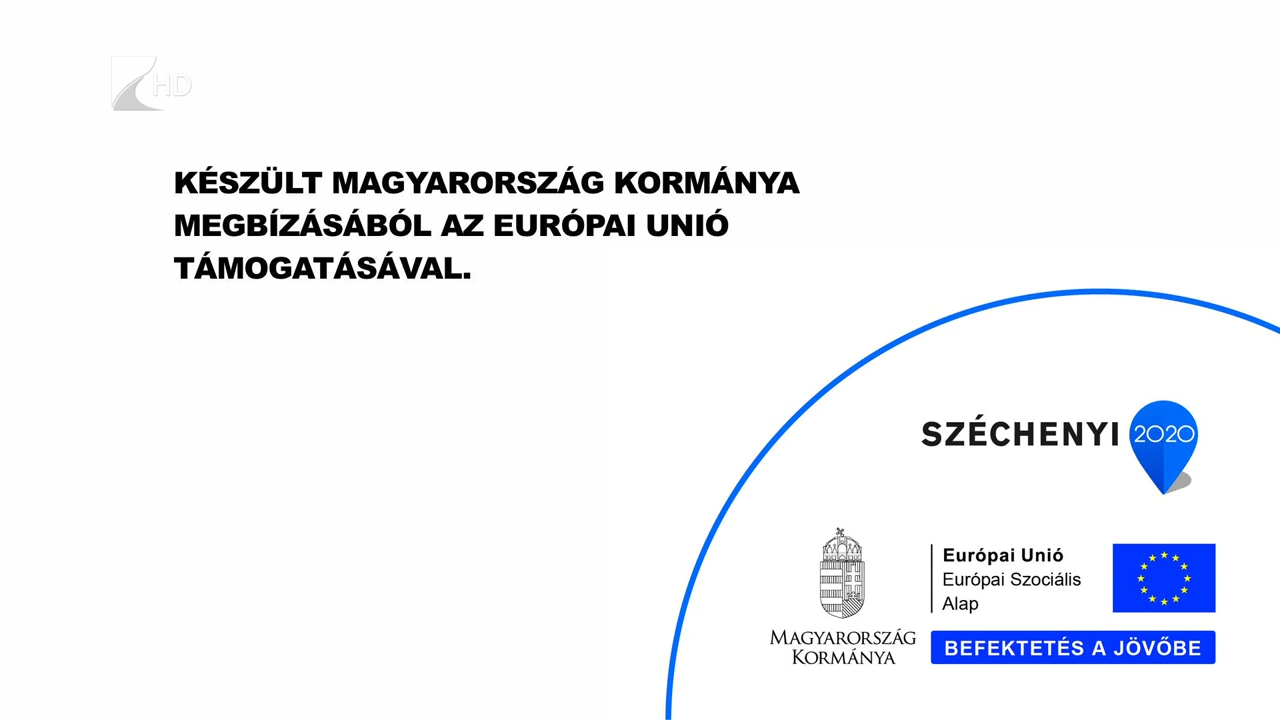 HD
KÉSZÜLT MAGYARORSZÁG KORMÁNYA
MEGBÍZÁSÁBÓL AZ EURÓPAI UNIÓ
TÁMOGATÁSÁVAL.
SZÉCHENYI 2020
Európai Unió
Európai Szociális
Alap
MAGYARORSZÁG
KORMÁNYA
BEFEKTETÉS A JÖVŐBE